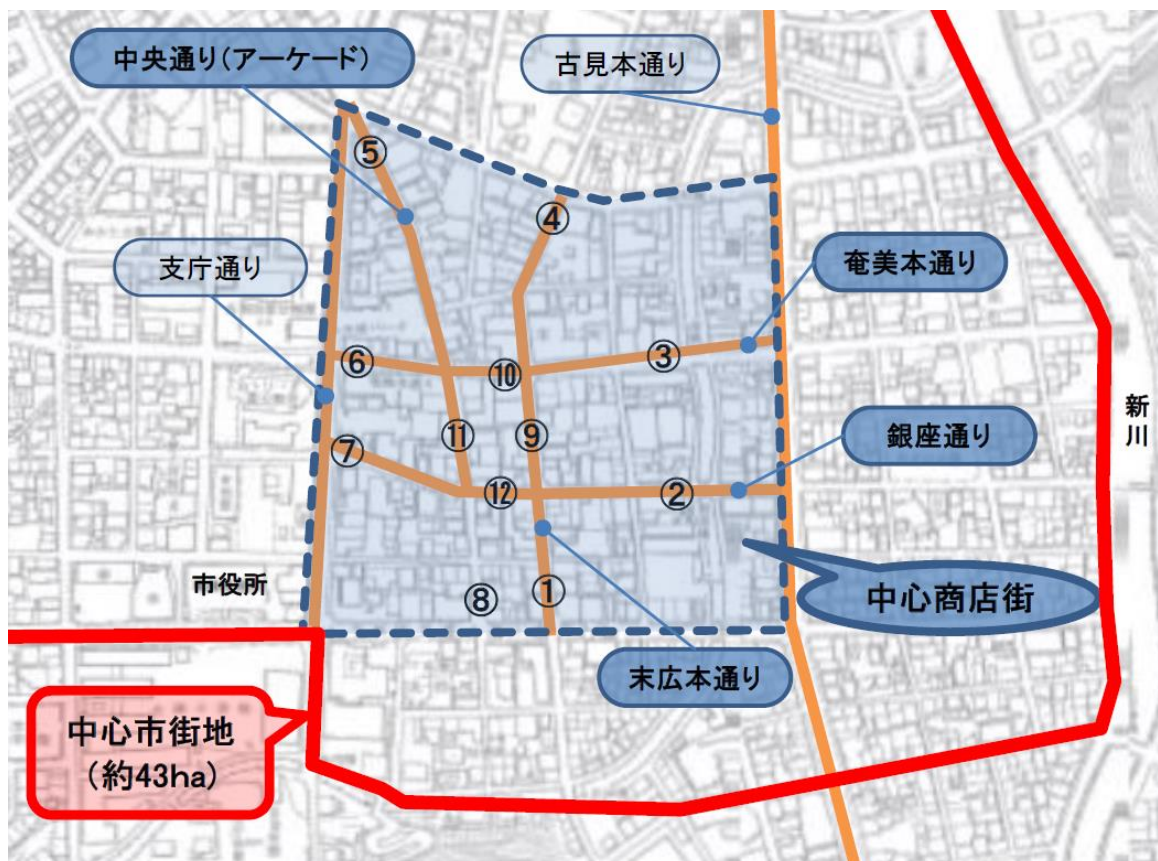 中央通り(アーケード)
古見本通り
⑤
④
支庁通り
奄美本通り
⑥
⑩
③
新川
⑦
⑪
⑨
銀座通り
⑫
②
市役所
⑧
①
中心商店街
末広本通り
中心市街地
(約43ha)